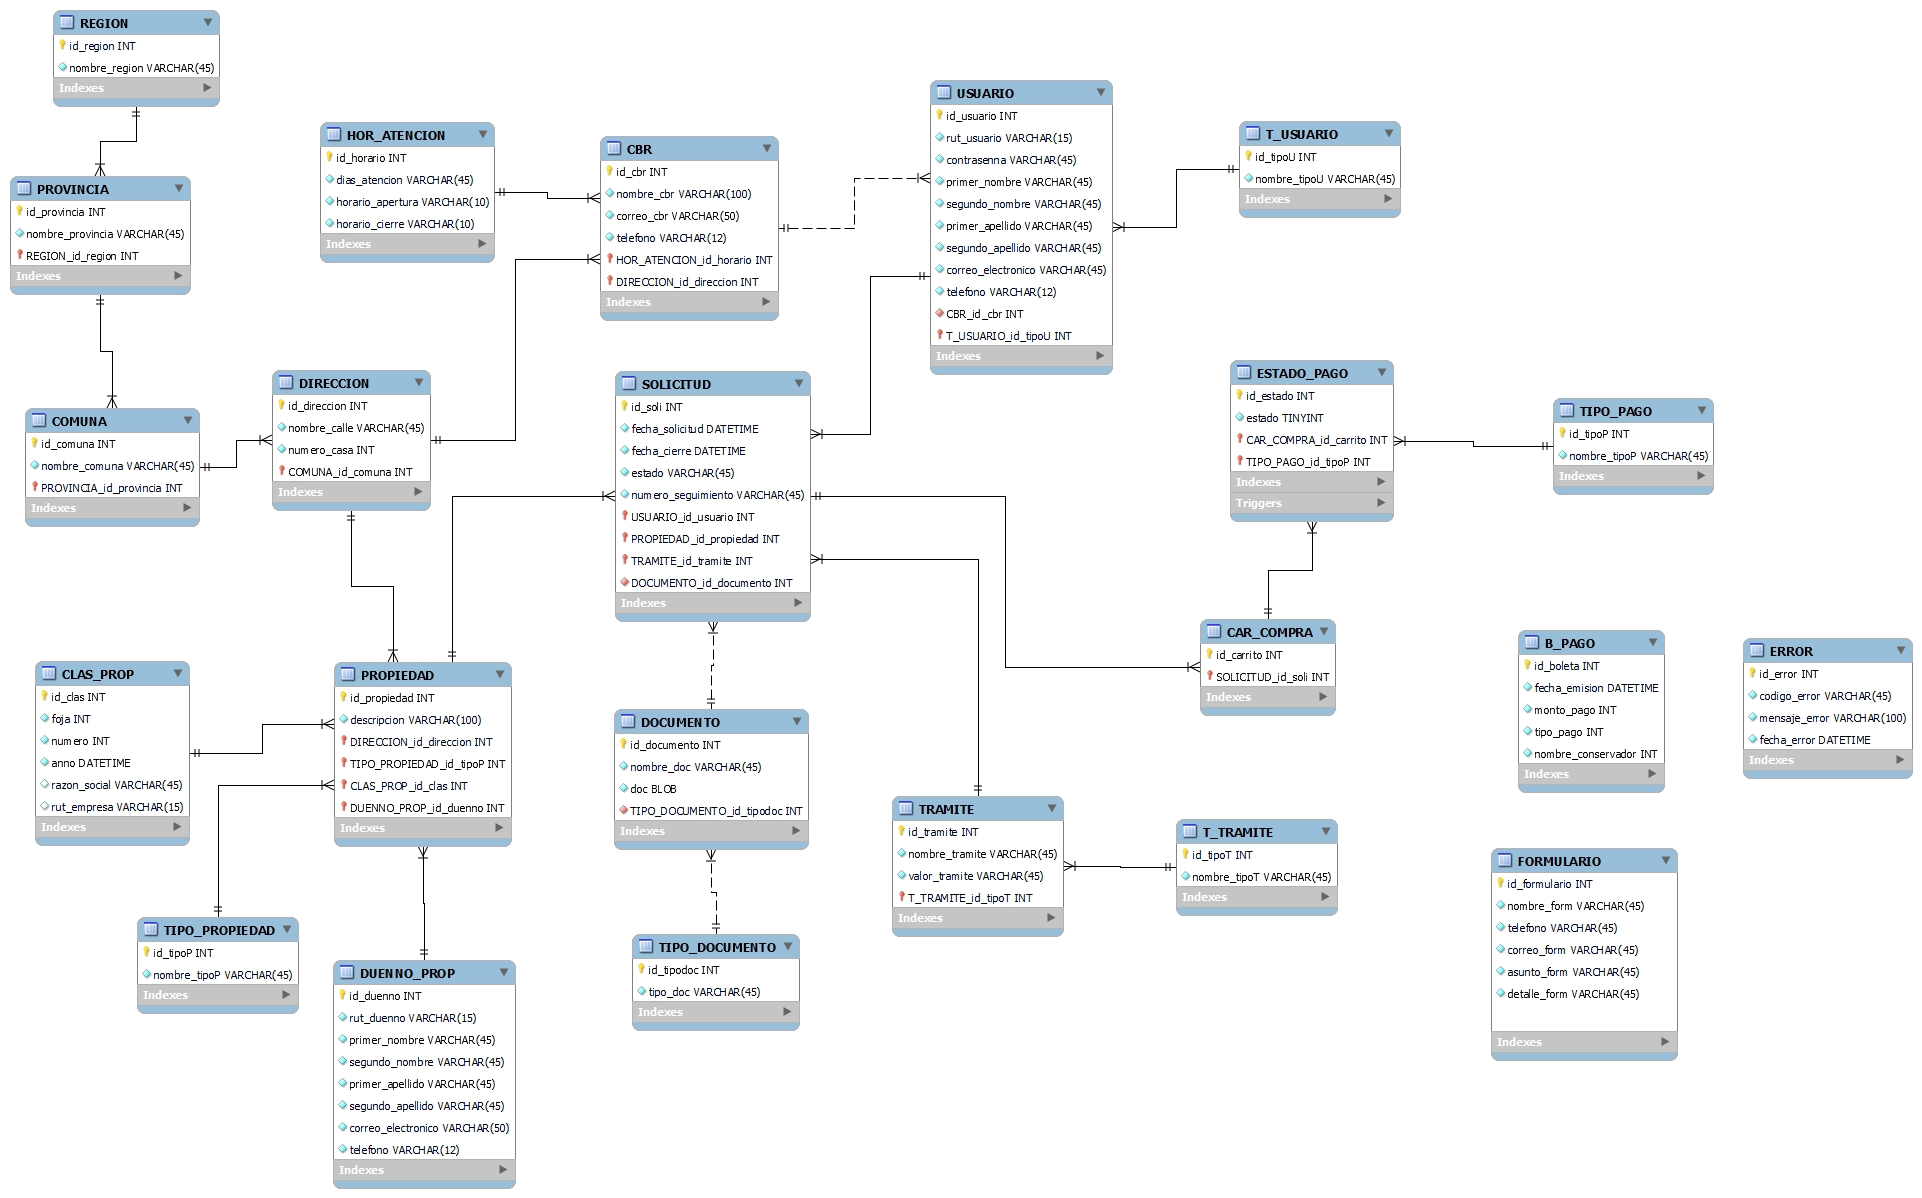 REGION
id_region INT
nombre_region VARCHAR(45)
Indexes
PROVINCIA
id_provincia INT
nombre_provincia VARCHAR(45)
REGION_id_region INT
Indexes
COMUNA
id_comuna INT
nombre_comuna VARCHAR(45)
PROVINCIA_id_provincia INT
Indexes
HOR_ATENCION
id_horario INT
dias_atencion VARCHAR(45)
horario_apertura VARCHAR(10)
horario_cierre VARCHAR(10)
Indexes
DIRECCION
id_direccion INT
nombre_calle VARCHAR(45)
numero_casa INT
COMUNA_id_comuna INT
Indexes
CBR
id_cbr INT
nombre_cbr VARCHAR(100)
correo_cbr VARCHAR(50)
telefono VARCHAR(12)
HOR_ATENCION_id_horario INT
DIRECCION_id_direccion INT
Indexes
USUARIO
id_usuario INT
rut_usuario VARCHAR(15)
contrasenna VARCHAR(45)
primer_nombre VARCHAR(45)
segundo_nombre VARCHAR(45)
primer_apellido VARCHAR(45)
segundo_apellido VARCHAR(45)
correo_electronico VARCHAR(45)
telefono VARCHAR(12)
CBR_id_cbr INT
T_USUARIO_id_tipoU INT
Indexes
T_USUARIO
id_tipoU INT
nombre_tipoU VARCHAR(45)
Indexes
SOLICITUD
id_soli INT
fecha_solicitud DATETIME
fecha_cierre DATETIME
estado VARCHAR(45)
numero_seguimiento VARCHAR(45)
USUARIO_id_usuario INT
PROPIEDAD_id_propiedad INT
TRAMITE_id_tramite INT
DOCUMENTO_id_documento INT
Indexes
ESTADO_PAGO
id_estado INT
estado TINYINT
CAR_COMPRA_id_carrito INT
TIPO_PAGO_id_tipoP INT
Indexes
Triggers
TIPO_PAGO
id_tipoP INT
nombre_tipoP VARCHAR(45)
Indexes
CLAS_PROP
id_clas INT
foja INT
numero INT
anno DATETIME
razon_social VARCHAR(45)
rut_empresa VARCHAR(15)
Indexes
PROPIEDAD
id_propiedad INT
descripcion VARCHAR(100)
DIRECCION_id_direccion INT
TIPO_PROPIEDAD_id_tipoP INT
CLAS_PROP_id_clas INT
DUENNO_PROP_id_duenno INT
Indexes
DOCUMENTO
id_documento INT
nombre_doc VARCHAR(45)
doc BLOB
TIPO_DOCUMENTO_id_tipodoc INT
Indexes
CAR_COMPRA
id_carrito INT
SOLICITUD_id_soli INT
Indexes
B_PAGO
id_boleta INT
fecha_emision DATETIME
monto_pago INT
tipo_pago INT
nombre_conservador INT
Indexes
ERROR
id_error INT
codigo_error VARCHAR(45)
mensaje_error VARCHAR(100)
fecha_error DATETIME
Indexes
TRAMITE
id_tramite INT
nombre_tramite VARCHAR(45)
valor_tramite VARCHAR(45)
T_TRAMITE_id_tipoT INT
Indexes
T_TRAMITE
id_tipoT INT
nombre_tipoT VARCHAR(45)
Indexes
FORMULARIO
id_formulario INT
nombre_form VARCHAR(45)
telefono VARCHAR(45)
correo_form VARCHAR(45)
asunto_form VARCHAR(45)
detalle_form VARCHAR(45)
Indexes
TIPO_PROPIEDAD
id_tipoP INT
nombre_tipoP VARCHAR(45)
Indexes
DUENNO_PROP
id_duenno INT
rut_duenno VARCHAR(15)
primer_nombre VARCHAR(45)
segundo_nombre VARCHAR(45)
primer_apellido VARCHAR(45)
segundo_apellido VARCHAR(45)
correo_electronico VARCHAR(50)
telefono VARCHAR(12)
Indexes
TIPO_DOCUMENTO
id_tipodoc INT
tipo_doc VARCHAR(45)
Indexes